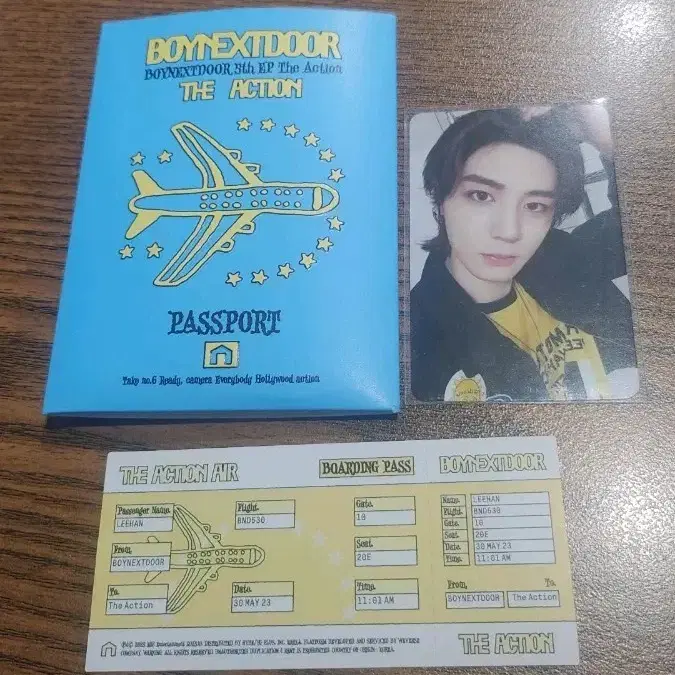 BOYNEXTDOOR
BOYNEXTDOOR 5th EP The Action
THE ACTION
PASSPORT
Take no.6 Ready, camera Everybody Hollywood action
THE ACTION AIR
BOARDING PASS
Passenger Name.
LEEHAN
Flight.
BND530
Gate.
18
From.
BOYNEXTDOOR
Seat.
20E
To.
The Action
Date.
30 MAY 23
Time.
11:01 AM
BOYNEXTDOOR
Name. LEEHAN
Flight. BND530
Gate. 18
Seat. 20E
Date. 30 MAY 23
Time. 11:01 AM
From.
To.
BOYNEXTDOOR
The Action
THE ACTION